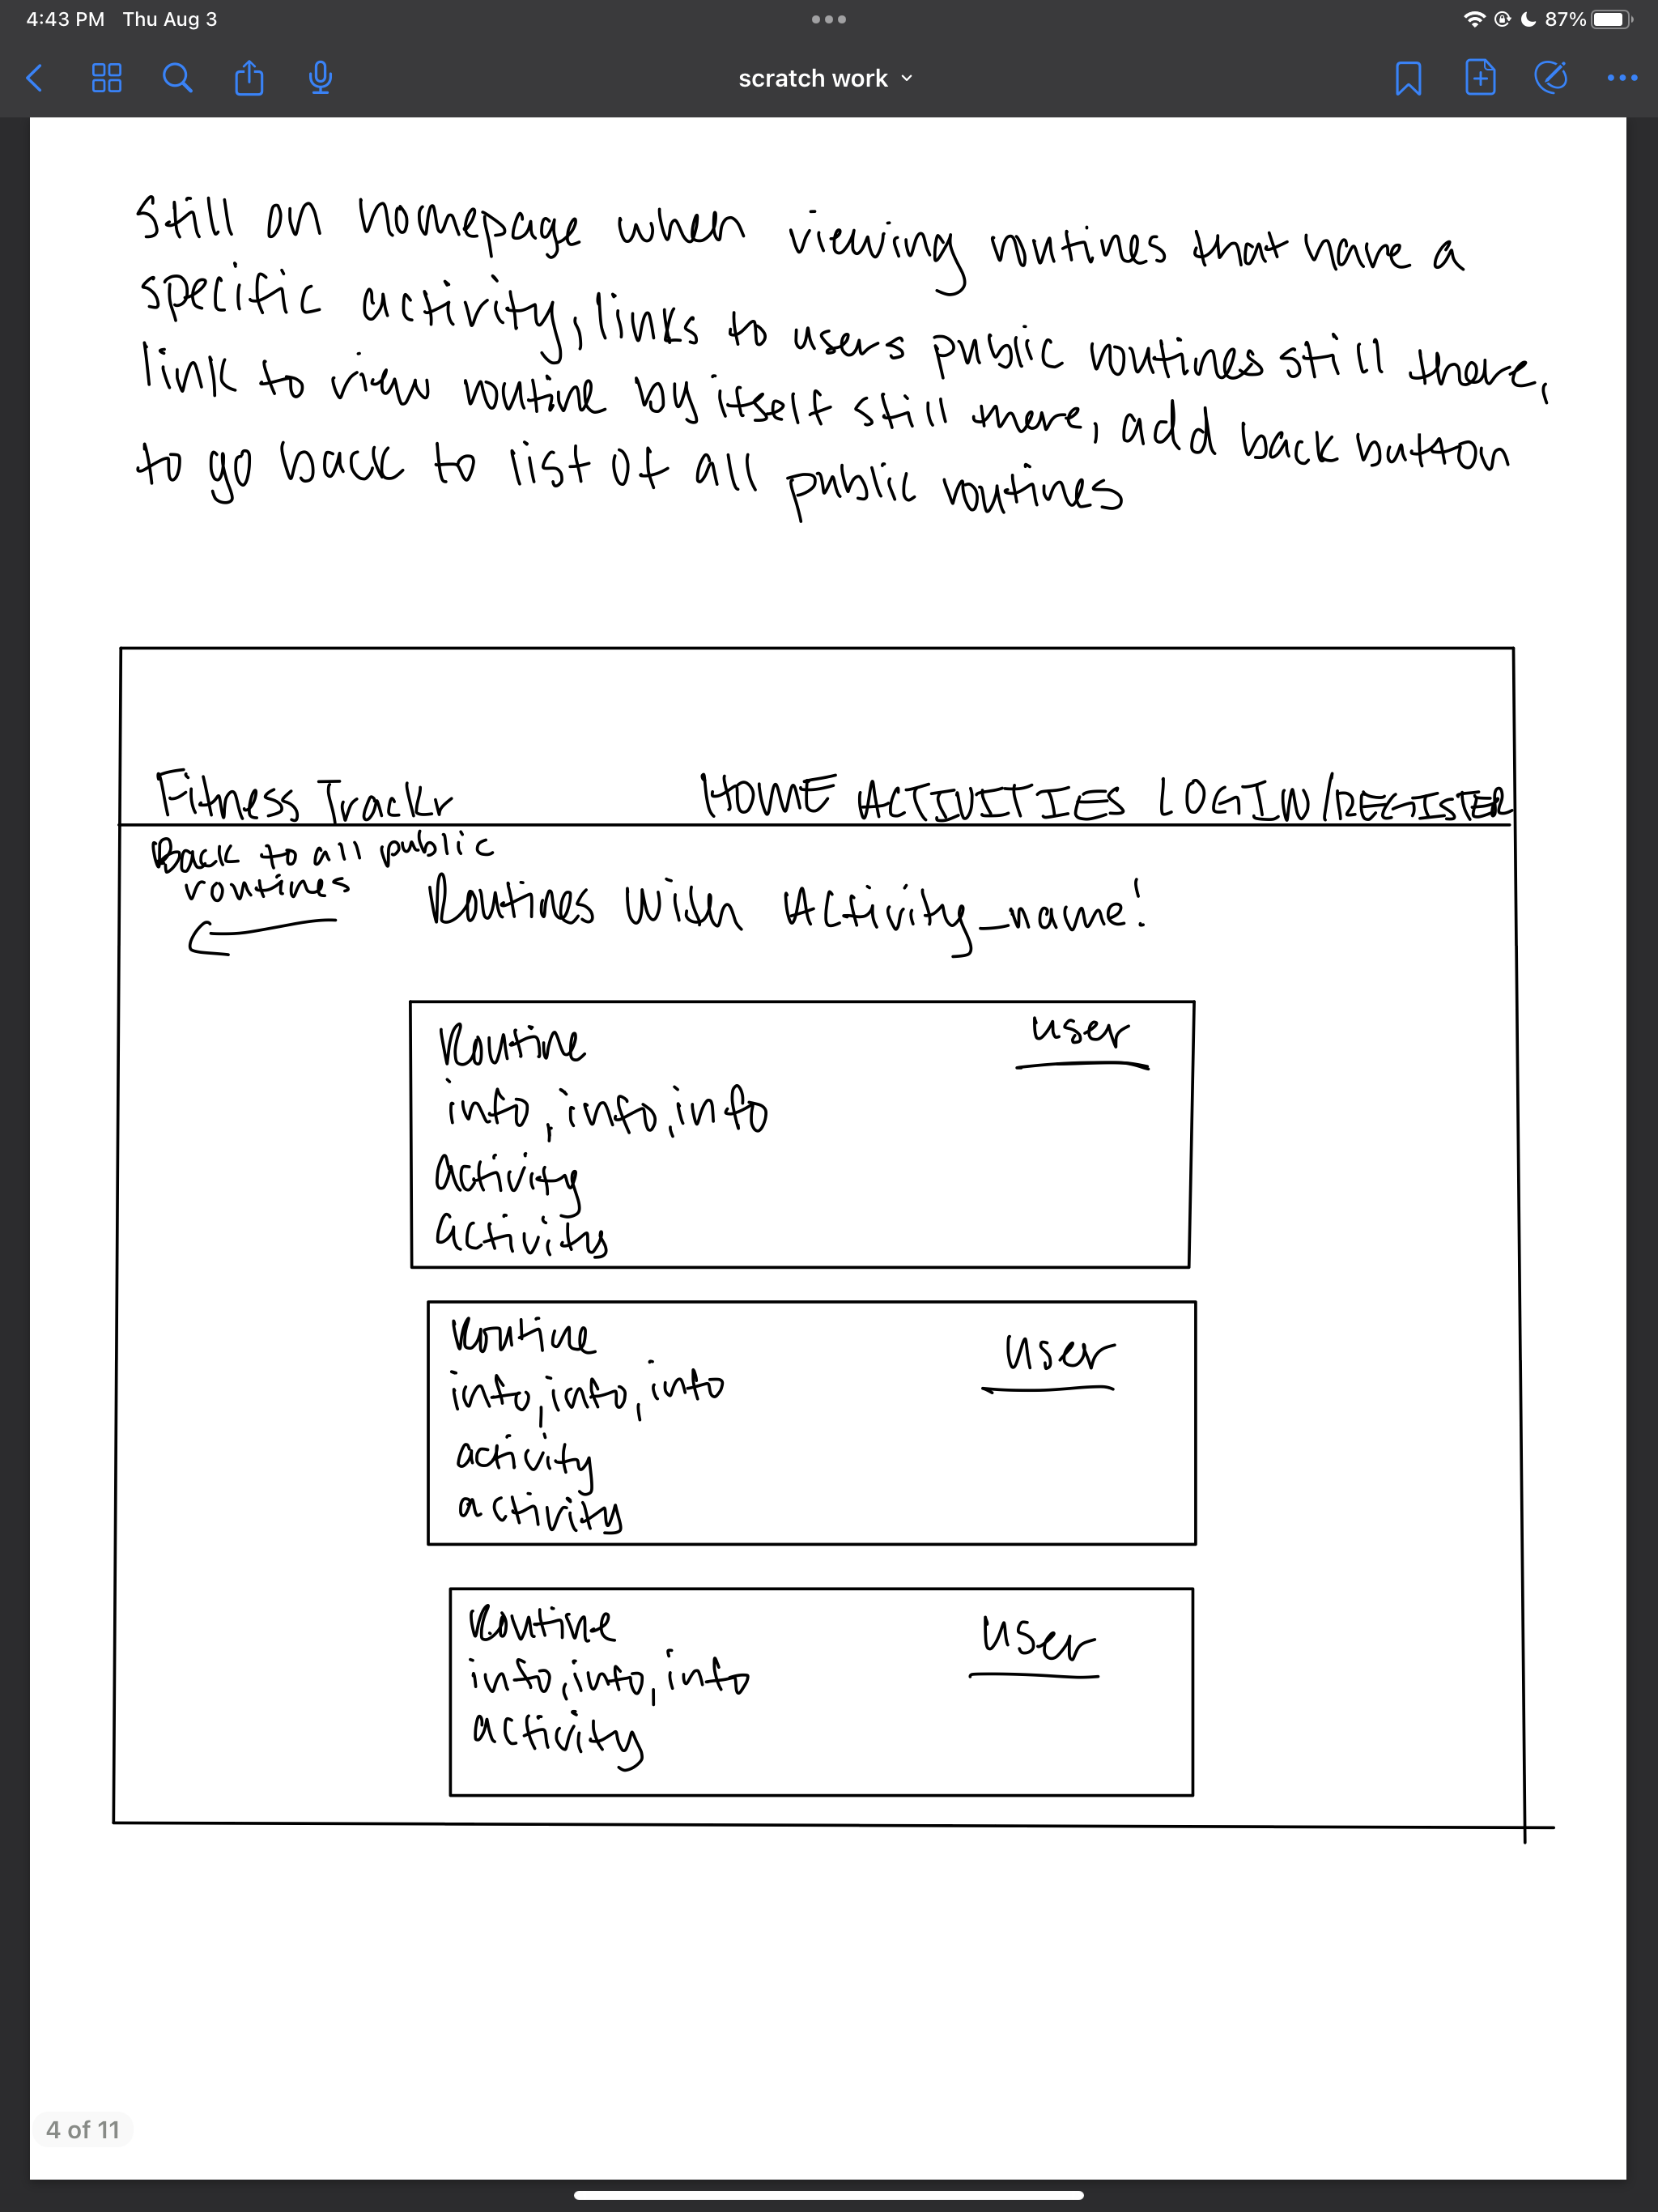 4:43 PM Thu Aug 3
87%
scratch work
Still on homepage when viewing routines that have a
specific activity, links to users public routines still there,
link to view routine by itself still there, add back button
to go back to list of all public routines
Fitness Trackr HOME ACTIVITIES LOGIN/REGISTER
Back to all public
routines
Routines With Activity_name:
Routine user
info, info, info
activity
activity
Routine user
info, info, info
activity
activity
Routine user
info, info, info
activity
4 of 11